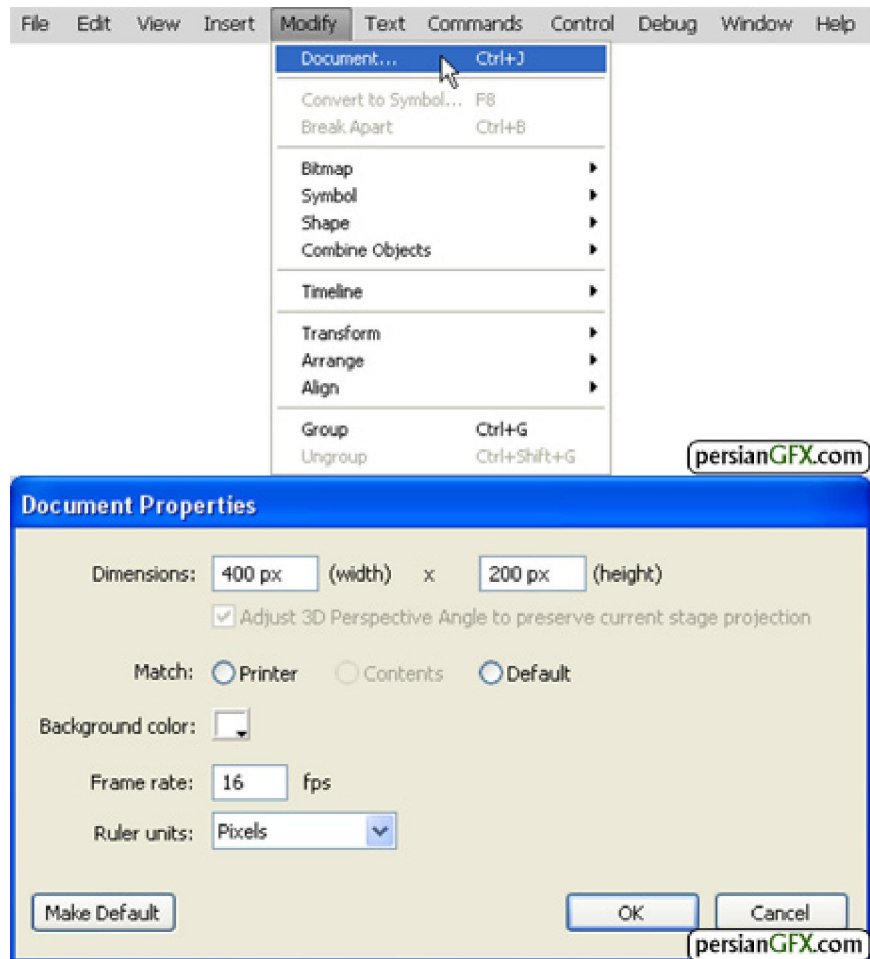 File Edit View Insert Modify Text Commands Control Debug Window Help
Document... Ctrl+J
Convert to Symbol... F8
Break Apart Ctrl+B
Bitmap
Symbol
Shape
Combine Objects
Timeline
Transform
Arrange
Align
Group Ctrl+G
Ungroup Ctrl+Shift+G
persianGFX.com
Document Properties
Dimensions: 400 px (width) x 200 px (height)
Adjust 3D Perspective Angle to preserve current stage projection
Match: Printer Contents Default
Background color:
Frame rate: 16 fps
Ruler units: Pixels
Make Default OK Cancel
persianGFX.com